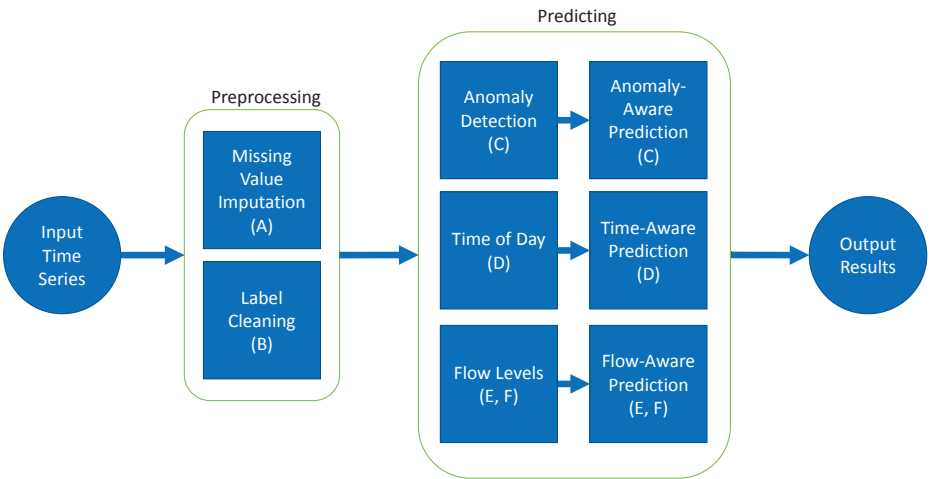 Predicting
Preprocessing
Input
Time
Series
Missing
Value
Imputation
(A)
Label
Cleaning
(B)
Anomaly
Detection
(C)
Anomaly-
Aware
Prediction
(C)
Time of Day
(D)
Time-Aware
Prediction
(D)
Flow Levels
(E, F)
Flow-Aware
Prediction
(E, F)
Output
Results